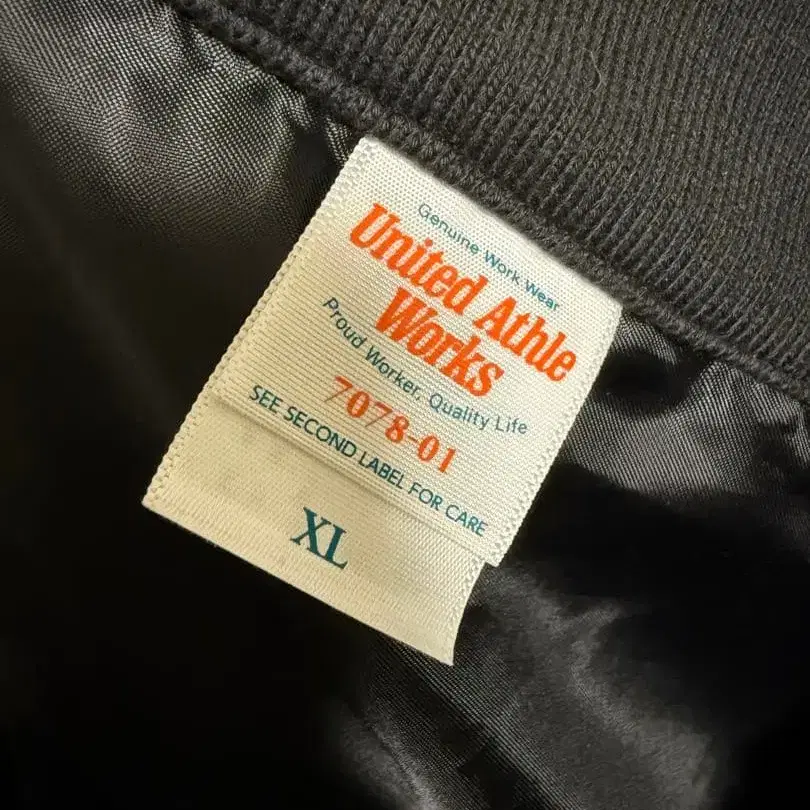 Genuine Work Wear
United Athle
Works
Proud Worker, Quality Life
7078-01
SEE SECOND LABEL FOR CARE
XL